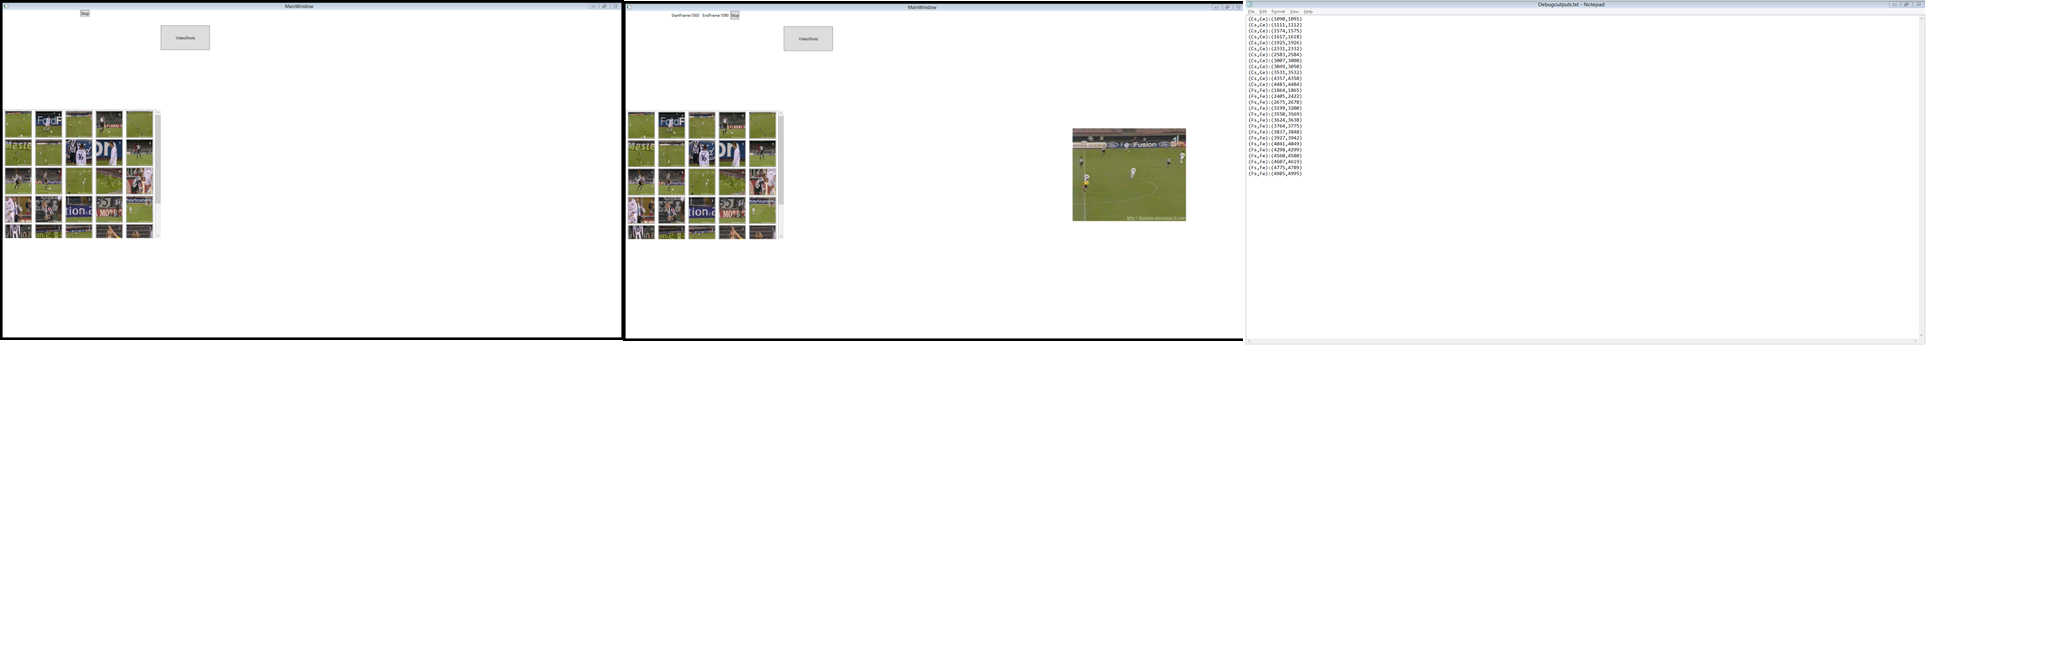 MainWindow
Stop
VideoShots
MainWindow
StartFrame:1000 EndFrame:1090 Stop
VideoShots
Debugoutputs.txt - Notepad
File Edit Format View Help
(Cs,Ce):(1090,1091)
(Cs,Ce):(1111,1112)
(Cs,Ce):(1574,1575)
(Cs,Ce):(1617,1618)
(Cs,Ce):(1925,1926)
(Cs,Ce):(2331,2332)
(Cs,Ce):(2583,2584)
(Cs,Ce):(3007,3008)
(Cs,Ce):(3049,3050)
(Cs,Ce):(3531,3532)
(Cs,Ce):(4357,4358)
(Cs,Ce):(4483,4484)
(Fs,Fe):(1864,1865)
(Fs,Fe):(2405,2422)
(Fs,Fe):(2675,2678)
(Fs,Fe):(3199,3200)
(Fs,Fe):(3550,3569)
(Fs,Fe):(3624,3638)
(Fs,Fe):(3764,3775)
(Fs,Fe):(3837,3848)
(Fs,Fe):(3927,3942)
(Fs,Fe):(4041,4049)
(Fs,Fe):(4298,4299)
(Fs,Fe):(4560,4580)
(Fs,Fe):(4607,4619)
(Fs,Fe):(4775,4789)
(Fs,Fe):(4985,4995)